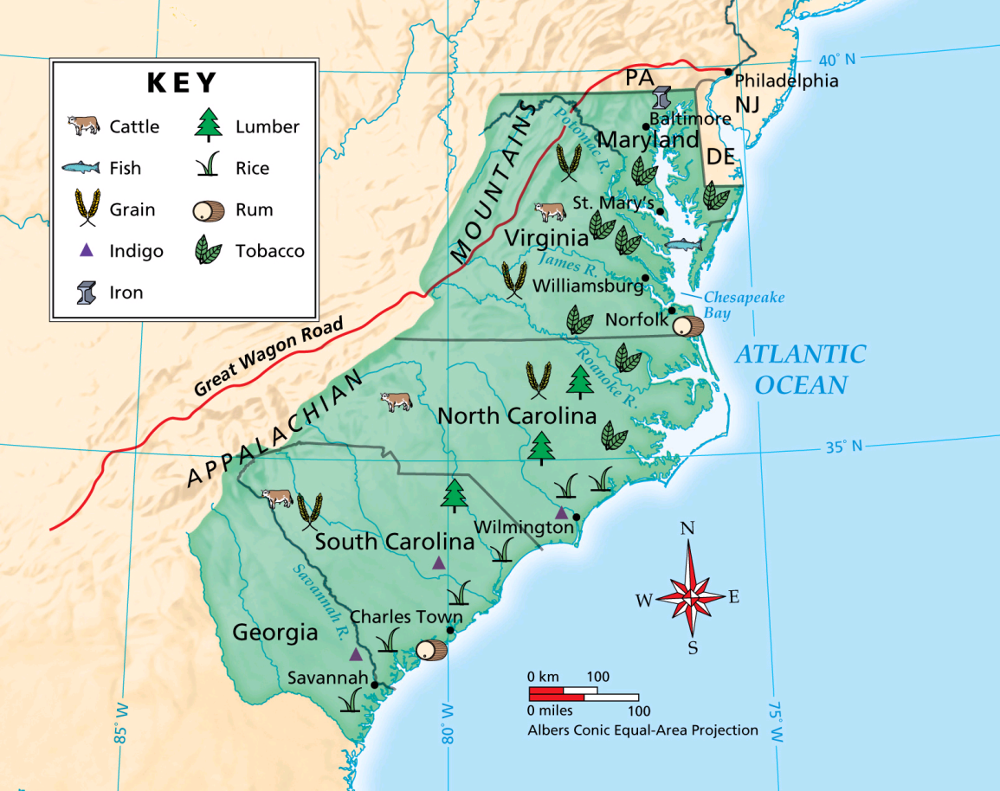 KEY
Cattle
Fish
Grain
Indigo
Iron
Lumber
Rice
Rum
Tobacco
40° N
PA
Philadelphia
NJ
Baltimore
Maryland
DE
Potomac R.
MOUNTAINS
St. Mary's
Virginia
James R.
Williamsburg
Chesapeake
Bay
Norfolk
Great Wagon Road
ATLANTIC
OCEAN
Roanoke R.
APPALACHIAN
North Carolina
35° N
Wilmington
South Carolina
Savannah R.
Charles Town
Georgia
Savannah
N
W
E
S
0 km 100
0 miles 100
Albers Conic Equal-Area Projection
85° W
80° W
75° W